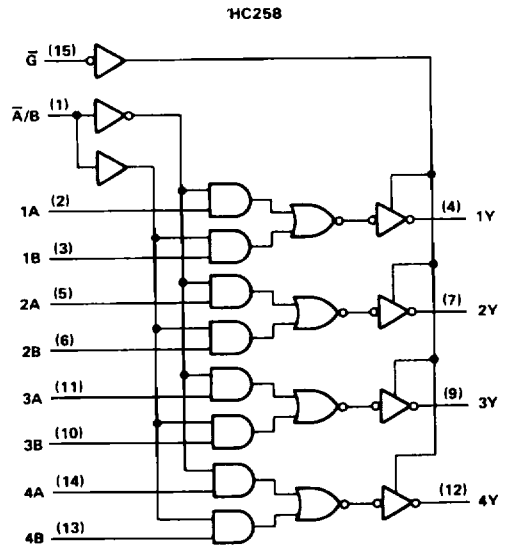 'HC258
G̅ (15)
A̅/B (1)
1A (2)
(4) 1Y
1B (3)
2A (5)
(7) 2Y
2B (6)
3A (11)
(9) 3Y
3B (10)
4A (14)
(12) 4Y
4B (13)